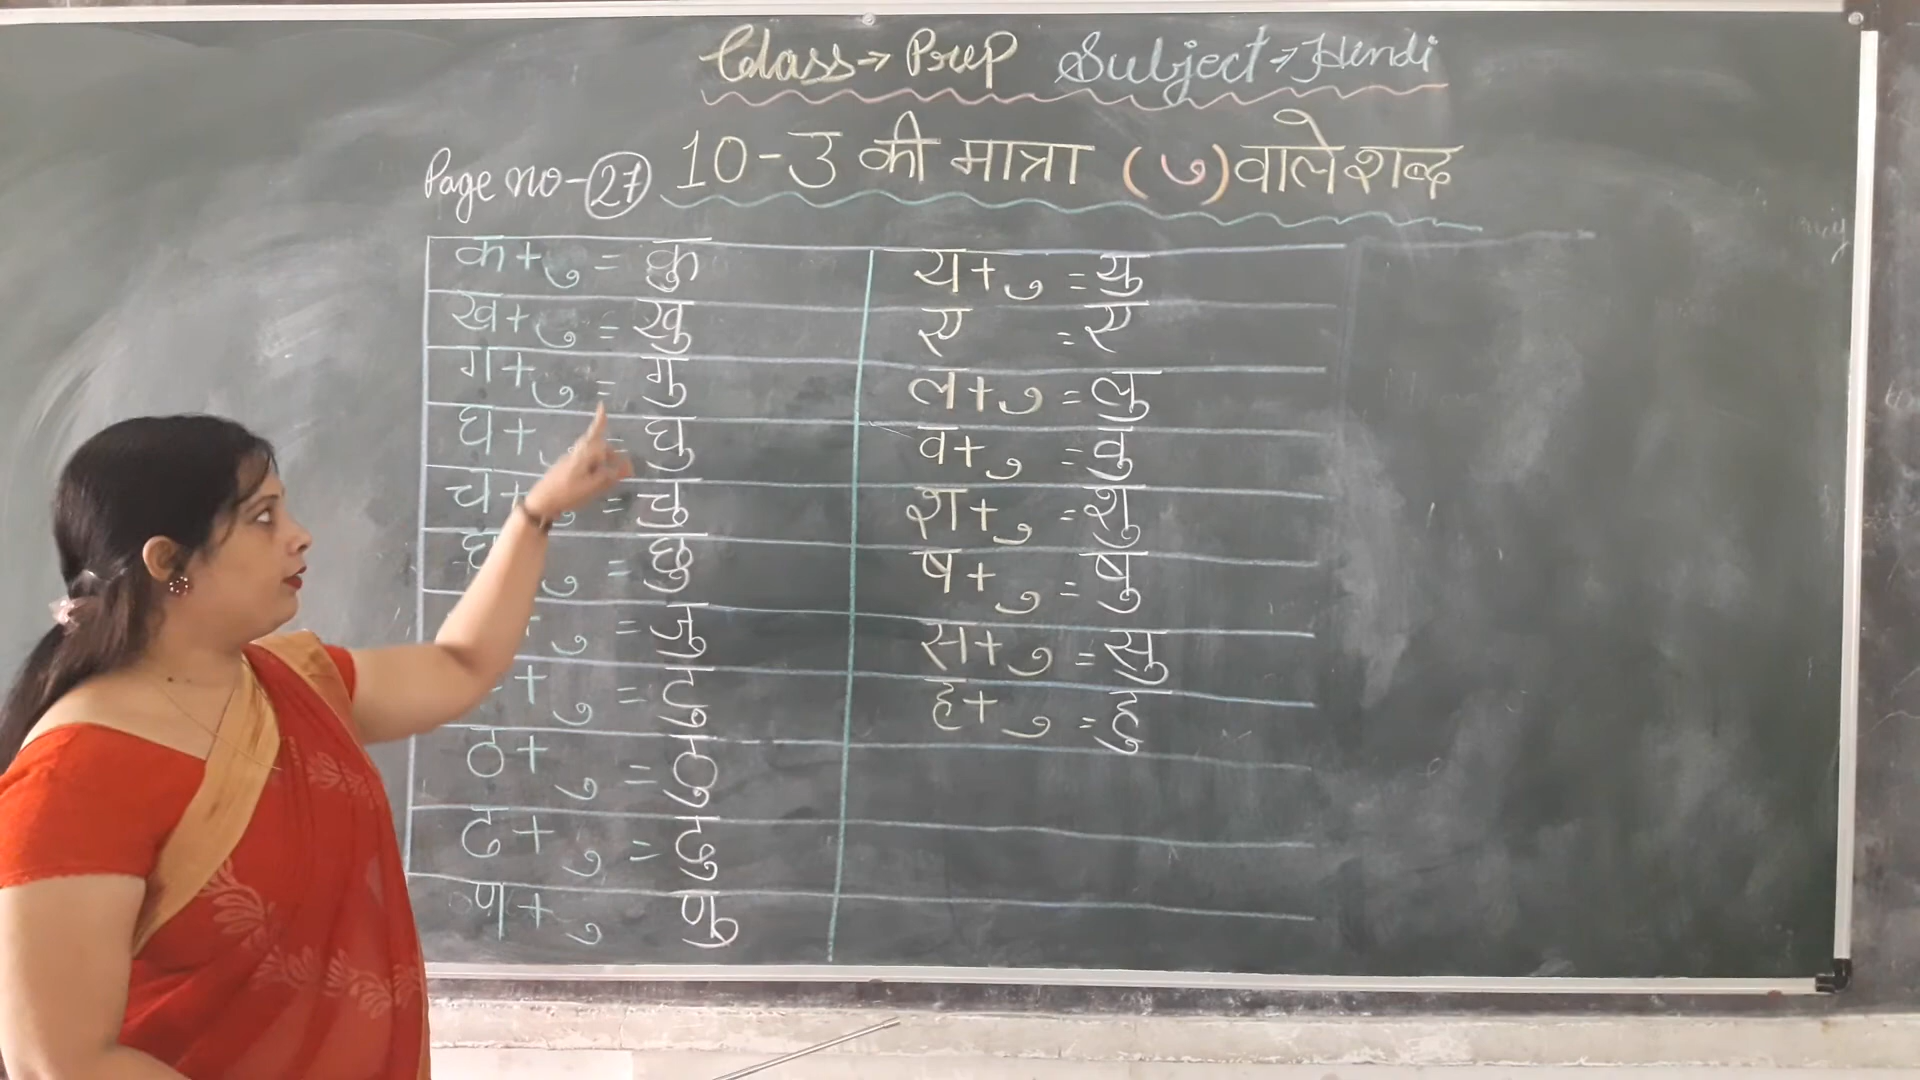 Class→Prep Subject→Hindi
Page no-27 10-उ की मात्रा (ु) वाले शब्द
क+ु=कु
ख+ु=खु
ग+ु=गु
घ+ु=घु
च+ु=चु
छ+ु=छु
+ु=जु
+ु=टु
ठ+ु=ठु
ढ+ु=ढु
ण+ु णु
य+ु=यु
रु =रु
ल+ु=लु
व+ु=वु
श+ु=शु
ष+ु=षु
स+ु=सु
ह+ु=हु